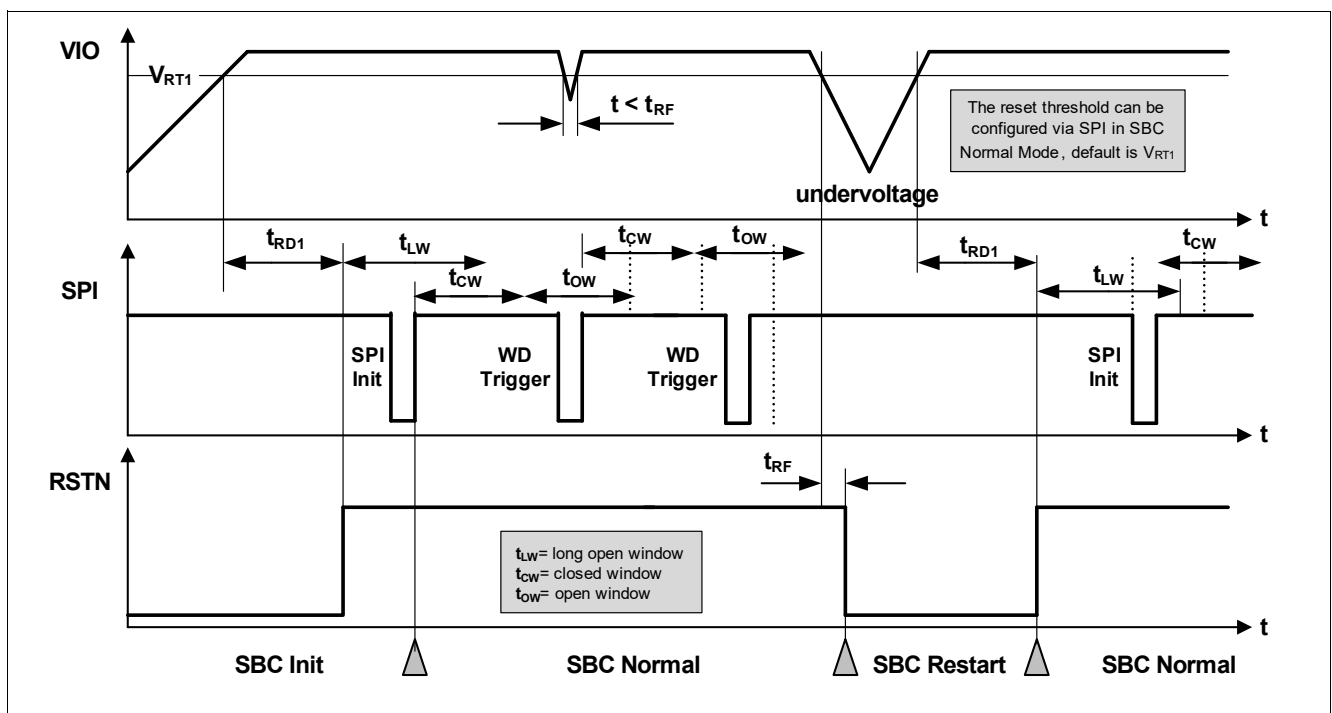 VIO
VRT1
t < tRF
The reset threshold can be
configured via SPI in SBC
Normal Mode, default is VRT1
undervoltage
t
tRD1
tLW
tCW
tOW
tCW
tOW
tRD1
tLW
tCW
SPI
SPI
Init
WD
Trigger
WD
Trigger
SPI
Init
t
RSTN
tRF
tLW= long open window
tCW= closed window
tOW= open window
t
SBC Init
SBC Normal
SBC Restart
SBC Normal